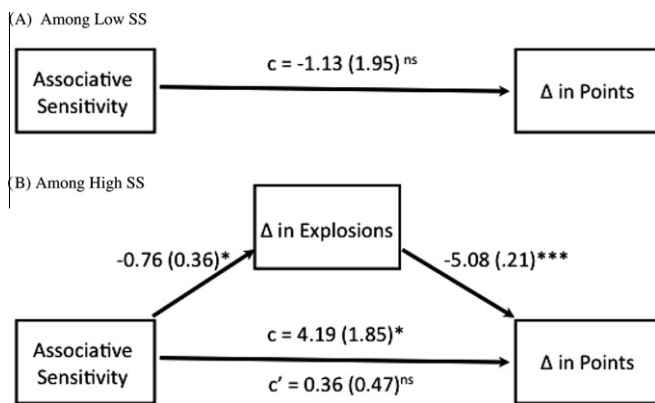 (A) Among Low SS
c = -1.13 (1.95) ns
Associative
Sensitivity
Δ in Points
(B) Among High SS
Δ in Explosions
-0.76 (0.36)*
-5.08 (.21)***
Associative
Sensitivity
c = 4.19 (1.85)*
c' = 0.36 (0.47)ns
Δ in Points